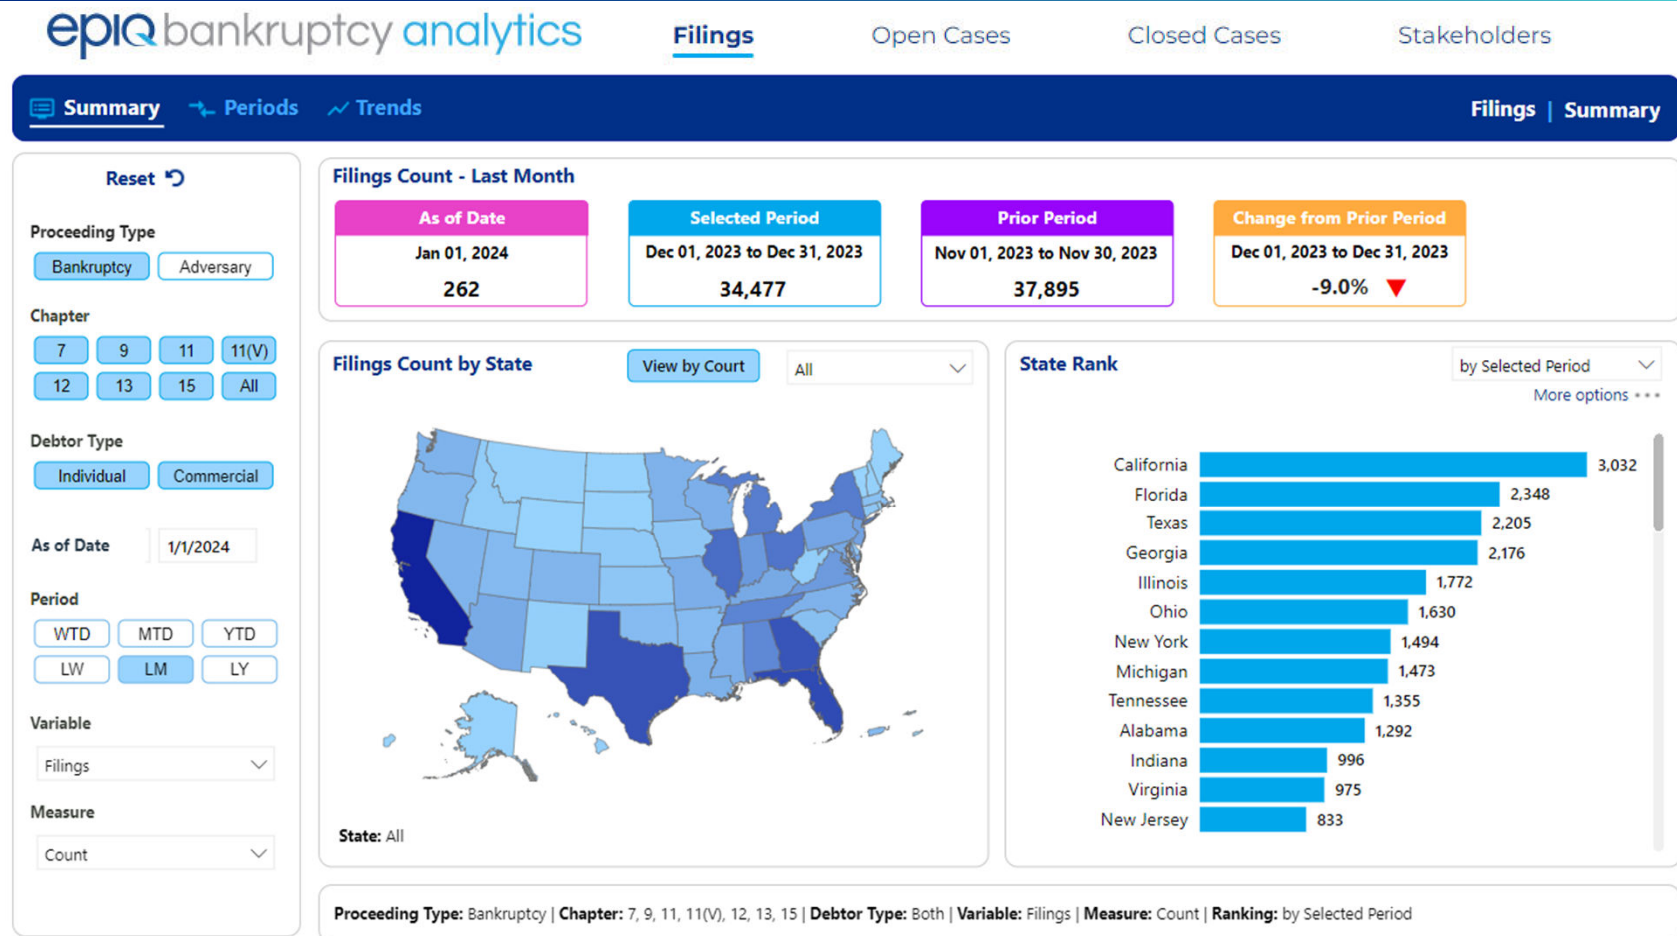 epiq bankruptcy analytics
Filings
Open Cases
Closed Cases
Stakeholders
Summary
Periods
Trends
Filings | Summary
Reset
Proceeding Type
Bankruptcy
Adversary
Chapter
7
9
11
11(V)
12
13
15
All
Debtor Type
Individual
Commercial
As of Date
1/1/2024
Period
WTD
MTD
YTD
LW
LM
LY
Variable
Filings
Measure
Count
Filings Count - Last Month
As of Date
Jan 01, 2024
262
Selected Period
Dec 01, 2023 to Dec 31, 2023
34,477
Prior Period
Nov 01, 2023 to Nov 30, 2023
37,895
Change from Prior Period
Dec 01, 2023 to Dec 31, 2023
-9.0%
Filings Count by State
View by Court
All
State: All
State Rank
by Selected Period
More options
California 3,032
Florida 2,348
Texas 2,205
Georgia 2,176
Illinois 1,772
Ohio 1,630
New York 1,494
Michigan 1,473
Tennessee 1,355
Alabama 1,292
Indiana 996
Virginia 975
New Jersey 833
Proceeding Type: Bankruptcy | Chapter: 7, 9, 11, 11(V), 12, 13, 15 | Debtor Type: Both | Variable: Filings | Measure: Count | Ranking: by Selected Period